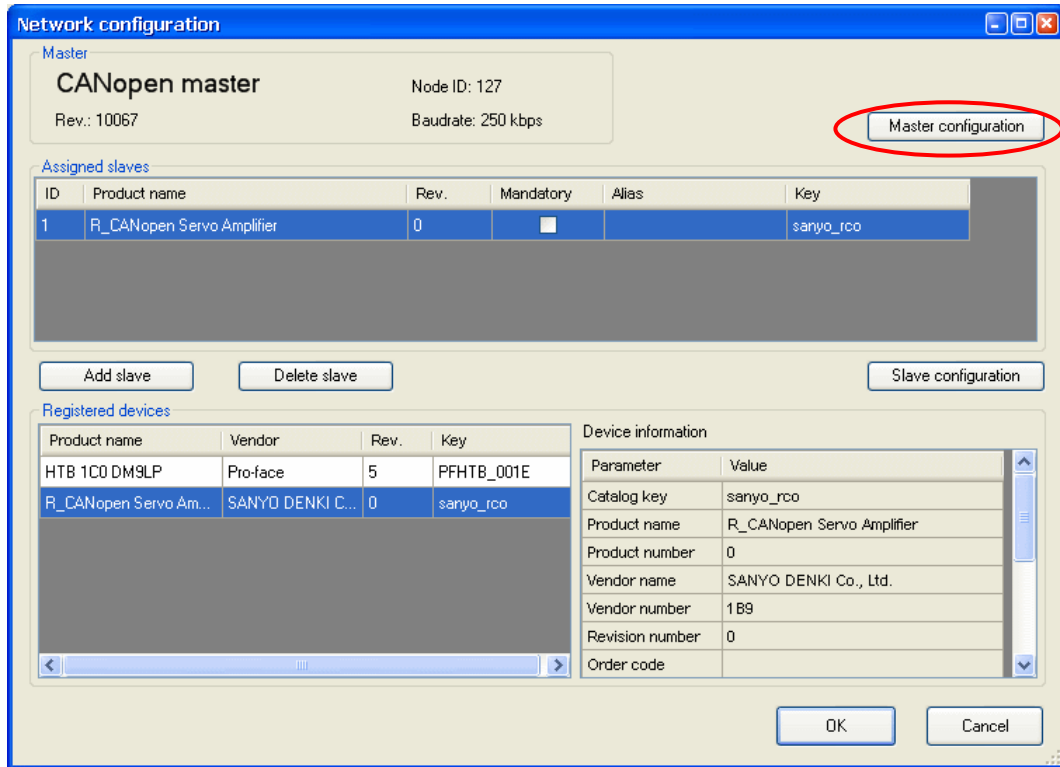 Network configuration
Master
CANopen master
Node ID: 127
Rev.: 10067
Baudrate: 250 kbps
Master configuration
Assigned slaves
ID Product name Rev. Mandatory Alias Key
1 R_CANopen Servo Amplifier 0 sanyo_rco
Add slave
Delete slave
Slave configuration
Registered devices
Product name Vendor Rev. Key
HTB 1C0 DM9LP Pro-face 5 PFHTB_001E
R_CANopen Servo Am... SANYO DENKI C... 0 sanyo_rco
Device information
Parameter Value
Catalog key sanyo_rco
Product name R_CANopen Servo Amplifier
Product number 0
Vendor name SANYO DENKI Co., Ltd.
Vendor number 1B9
Revision number 0
Order code
OK
Cancel